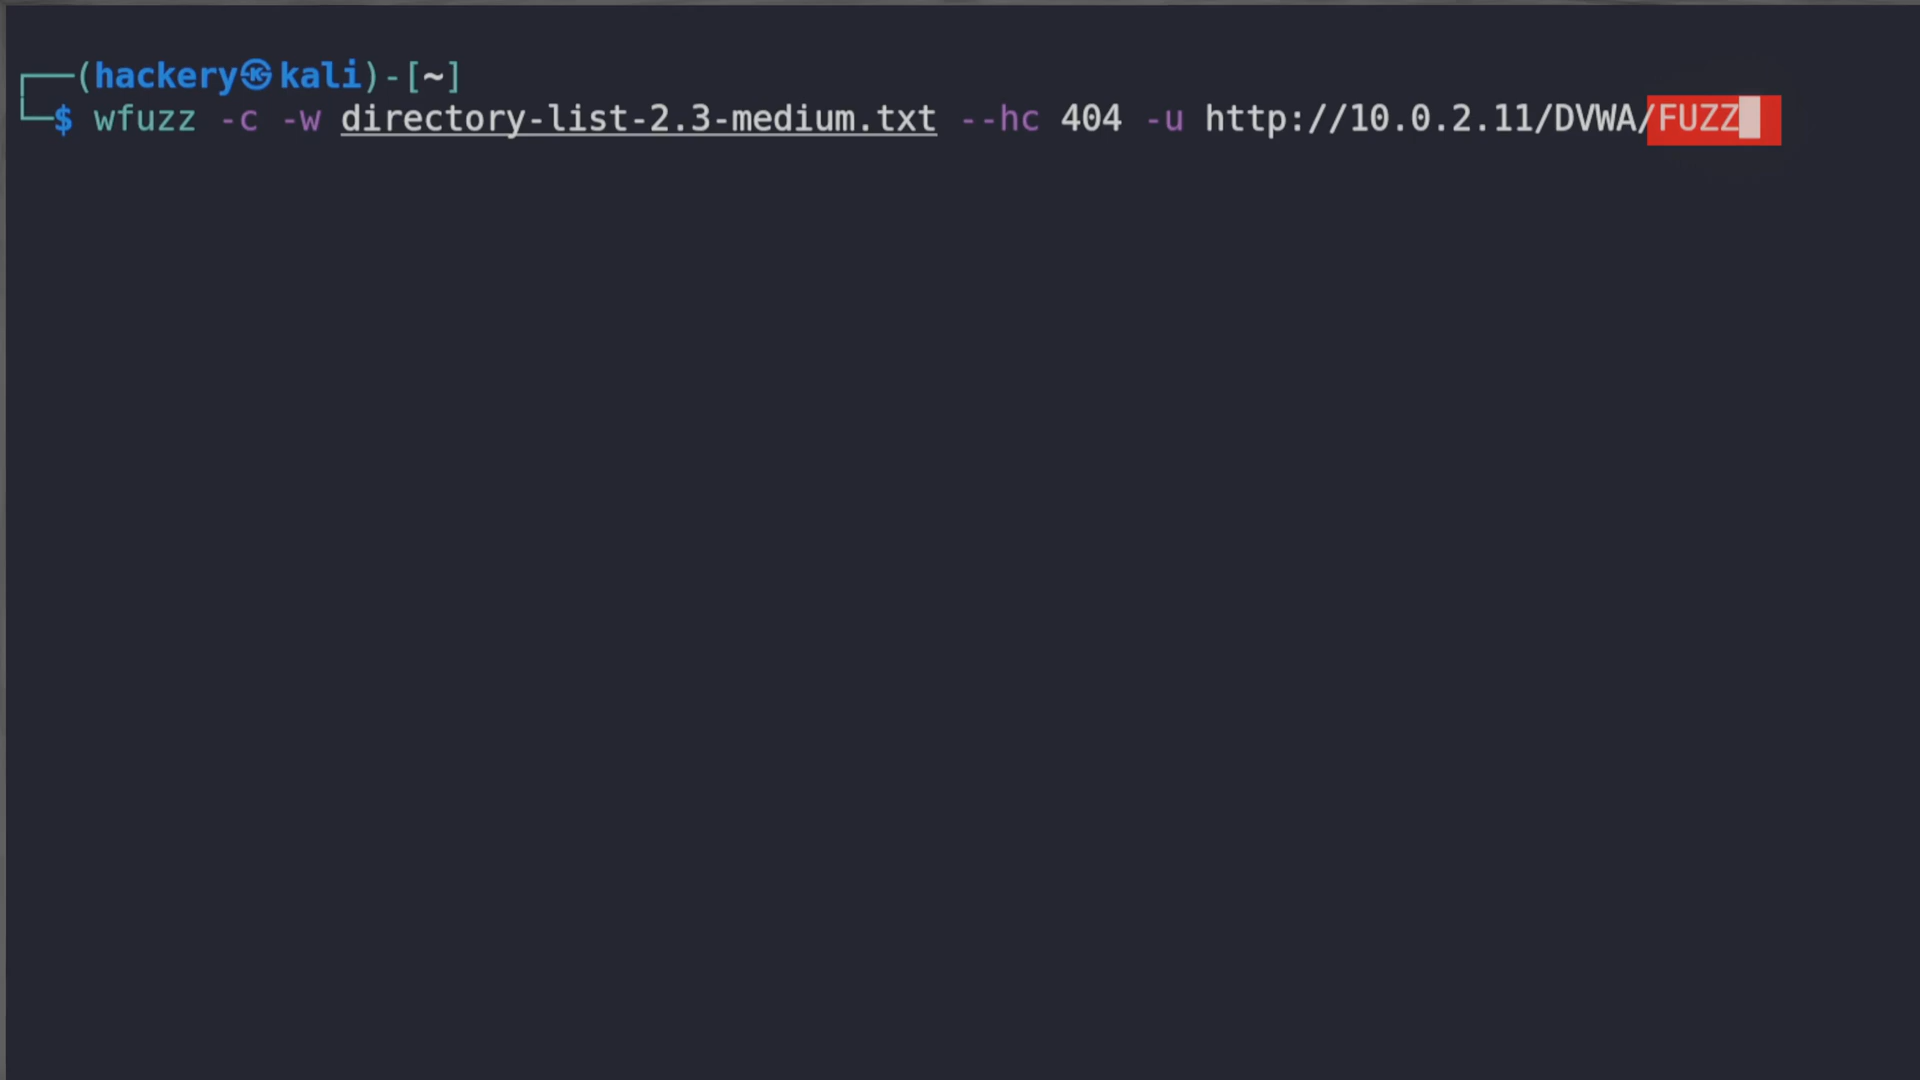 (hackery㉿kali)-[~]
$ wfuzz -c -w directory-list-2.3-medium.txt --hc 404 -u http://10.0.2.11/DVWA/FUZZ